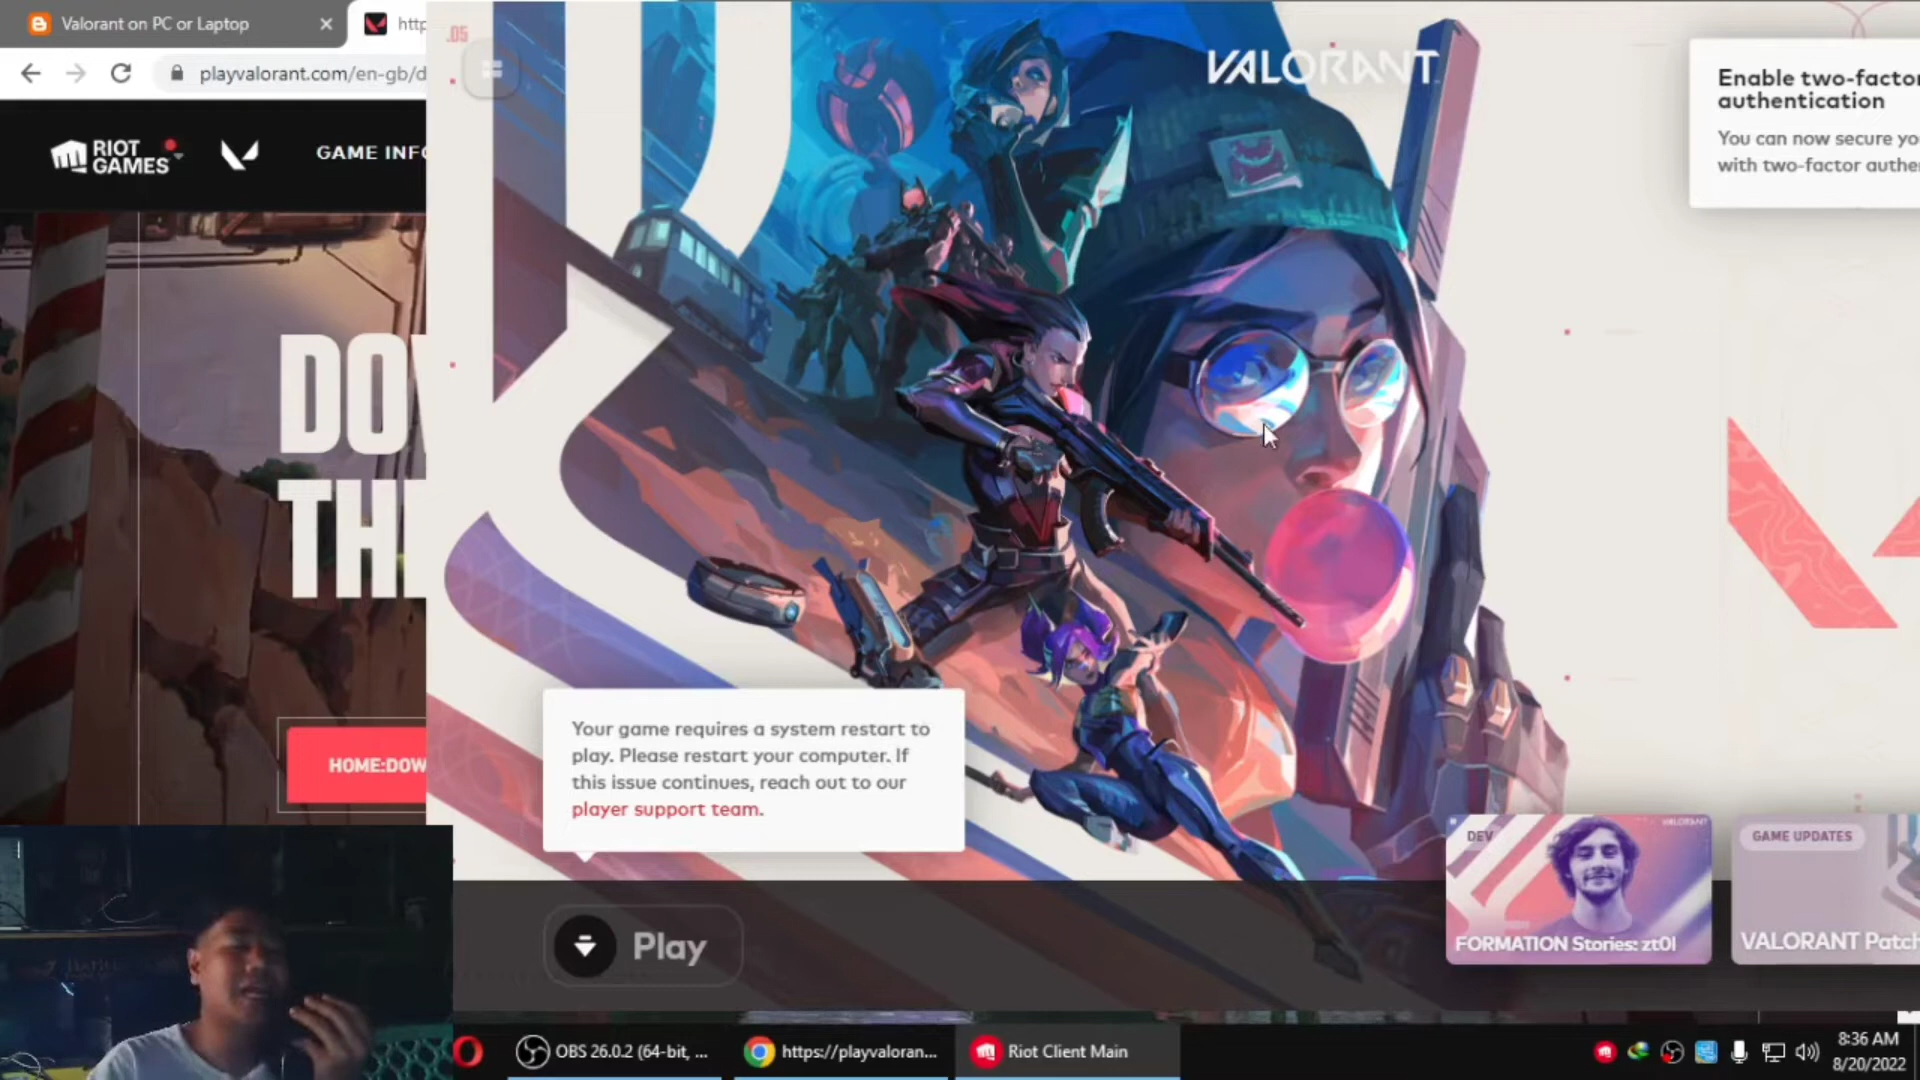 Valorant on PC or Laptop
http
playvalorant.com/en-gb/d
RIOT
GAMES
GAME INFO
DO
TH
HOME:DOW
.05
VALORANT
Enable two-factor
authentication
You can now secure yo
with two-factor authe
Your game requires a system restart to
play. Please restart your computer. If
this issue continues, reach out to our
player support team.
Play
DEV
VALORANT
FORMATION Stories: zt0l
GAME UPDATES
VALORANT Patch
OBS 26.0.2 (64-bit, ...
https://playvaloran...
Riot Client Main
8:36 AM
8/20/2022